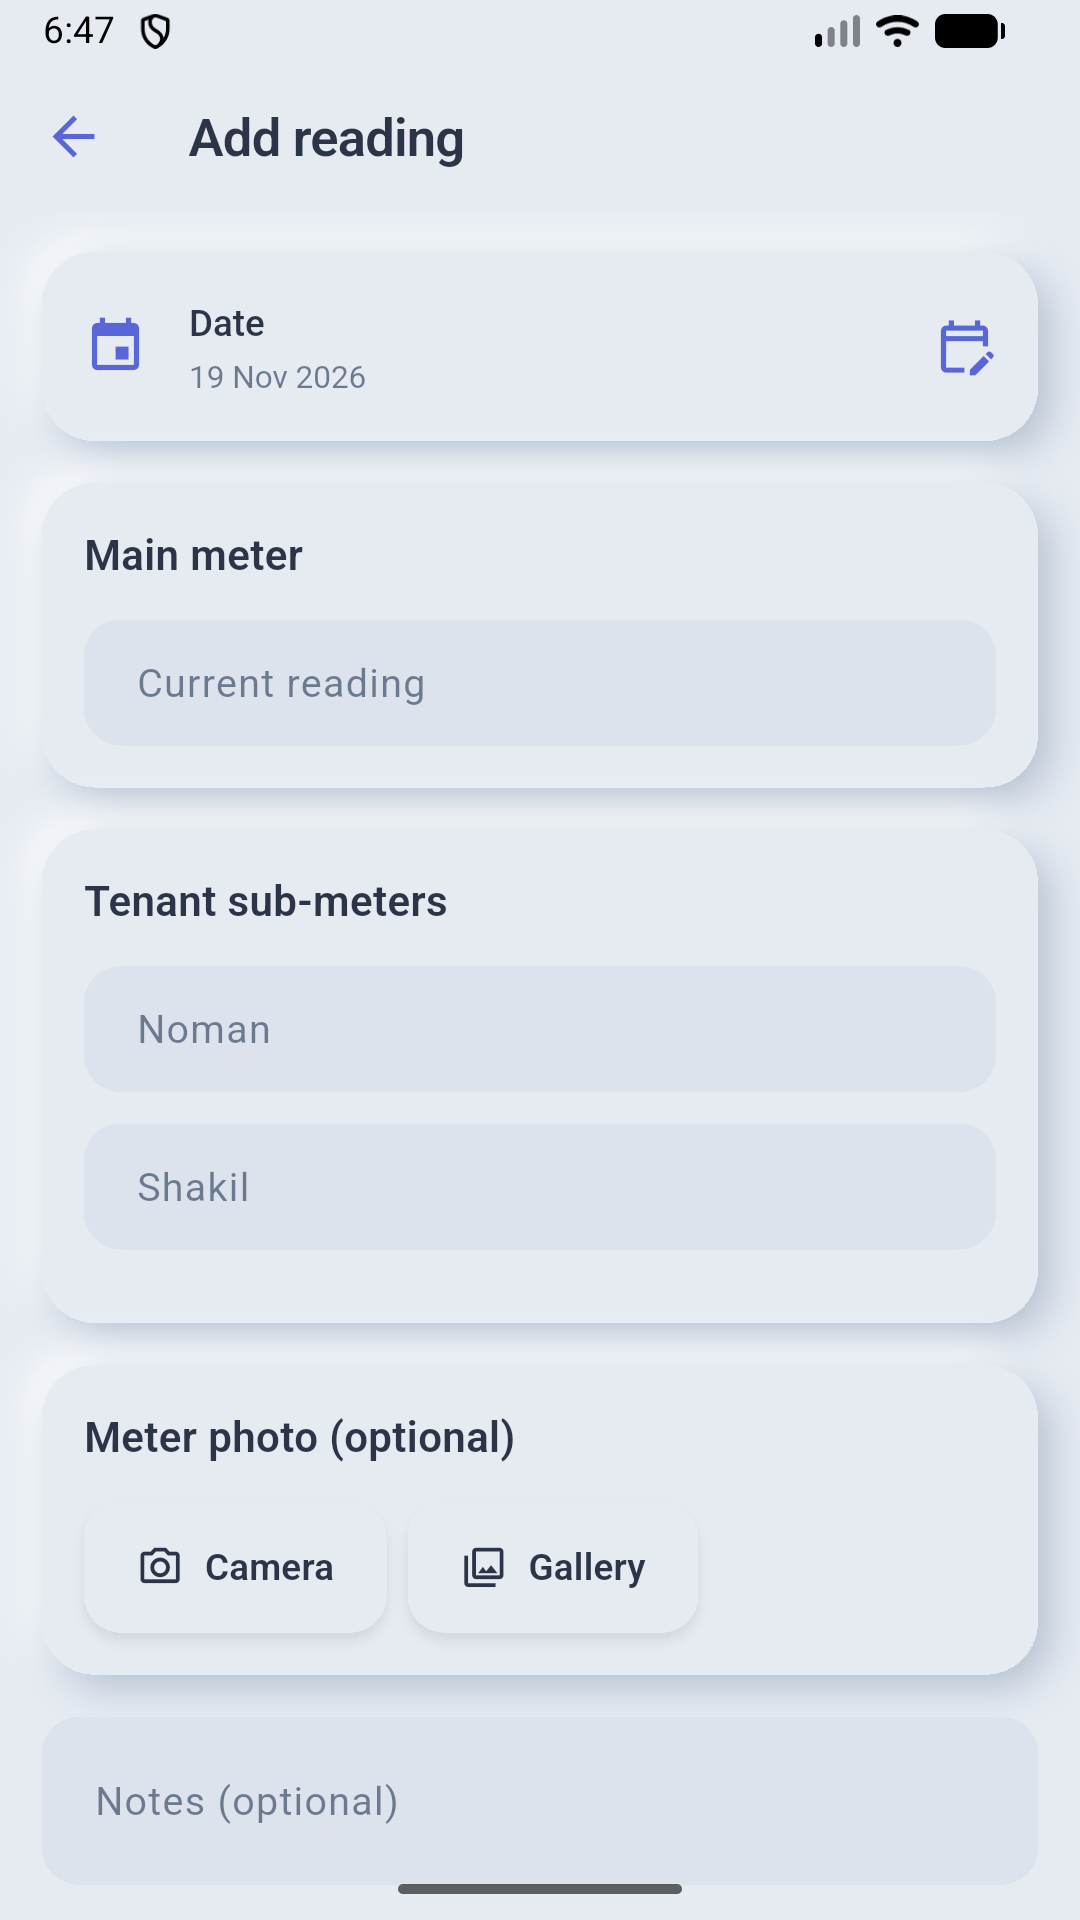 6:47
Add reading
Date
19 Nov 2026
Main meter
Current reading
Tenant sub-meters
Noman
Shakil
Meter photo (optional)
Camera
Gallery
Notes (optional)